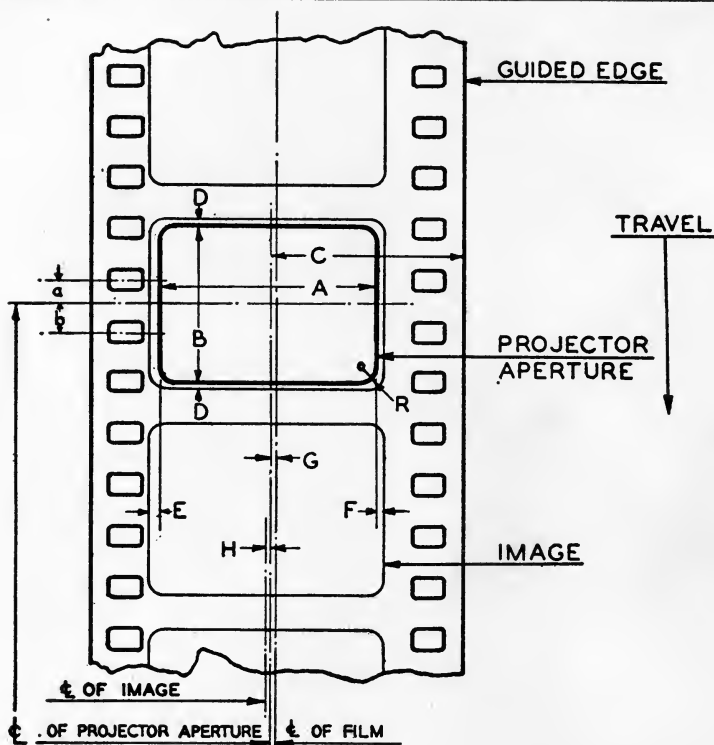 GUIDED EDGE
D
TRAVEL
C
a
A
b
B
PROJECTOR
APERTURE
R
D
G
E
F
H
IMAGE
℄ OF IMAGE
℄ . OF PROJECTOR APERTURE
℄ OF FILM